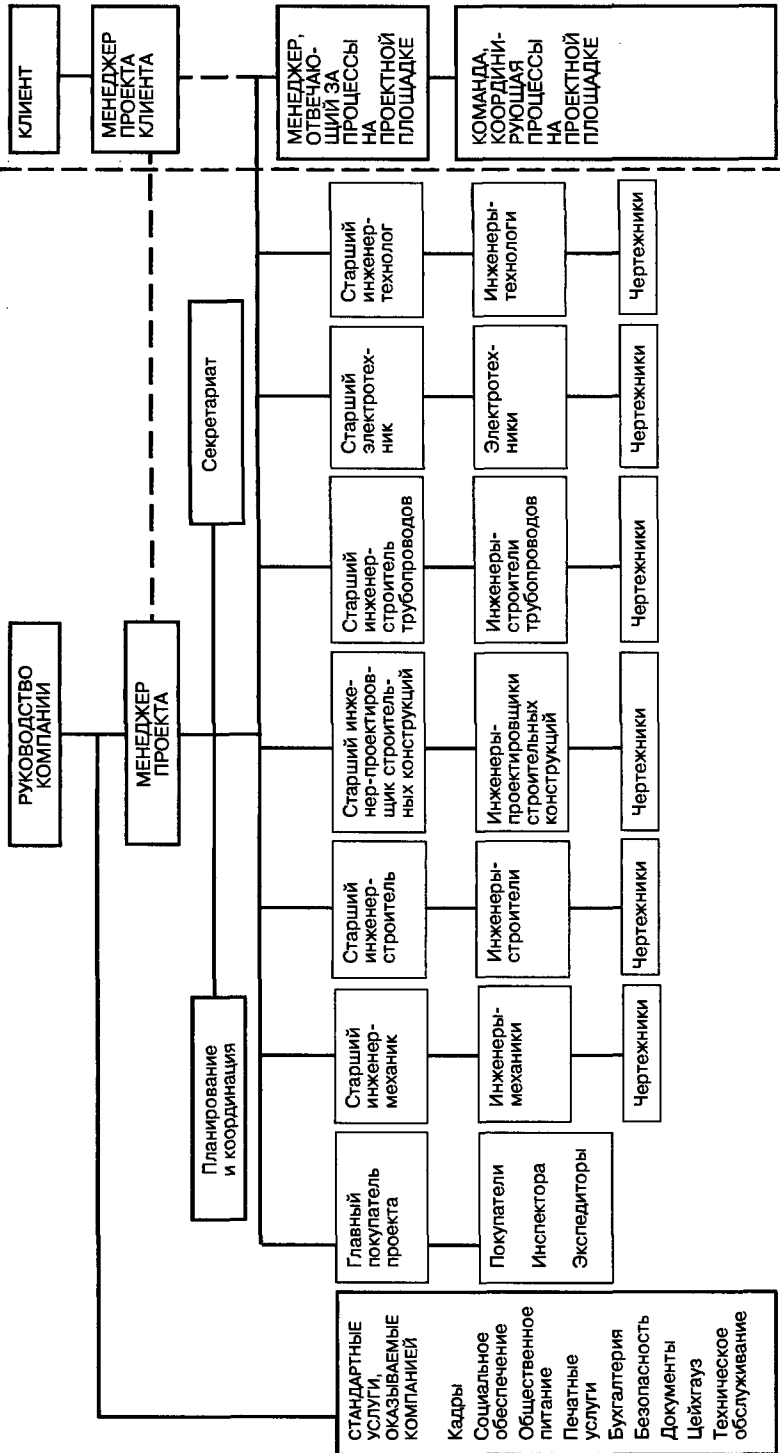 РУКОВОДСТВО
КОМПАНИИ
КЛИЕНТ
МЕНЕДЖЕР
ПРОЕКТА
МЕНЕДЖЕР
ПРОЕКТА
КЛИЕНТА
Планирование
и координация
Секретариат
СТАНДАРТНЫЕ
УСЛУГИ,
ОКАЗЫВАЕМЫЕ
КОМПАНИЕЙ
Кадры
Социальное
обеспечение
Общественное
питание
Печатные
услуги
Бухгалтерия
Безопасность
Документы
Цейхгауз
Техническое
обслуживание
Главный
покупатель
проекта
Покупатели
Инспектора
Экспедиторы
Старший
инженер-
механик
Инженеры-
механики
Чертежники
Старший
инженер-
строитель
Инженеры-
строители
Чертежники
Старший инже-
нер-проектиров-
щик строитель-
ных конструкций
Инженеры-
проектировщики
строительных
конструкций
Чертежники
Старший
инженер-
строитель
трубопроводов
Инженеры-
строители
трубопроводов
Чертежники
Старший
электротех-
ник
Электротех-
ники
Чертежники
Старший
инженер-
технолог
Инженеры-
технологи
Чертежники
МЕНЕДЖЕР,
ОТВЕЧАЮ-
ЩИЙ ЗА
ПРОЦЕССЫ
НА
ПРОЕКТНОЙ
ПЛОЩАДКЕ
КОМАНДА,
КООРДИНИ-
РУЮЩАЯ
ПРОЦЕССЫ
НА
ПРОЕКТНОЙ
ПЛОЩАДКЕ